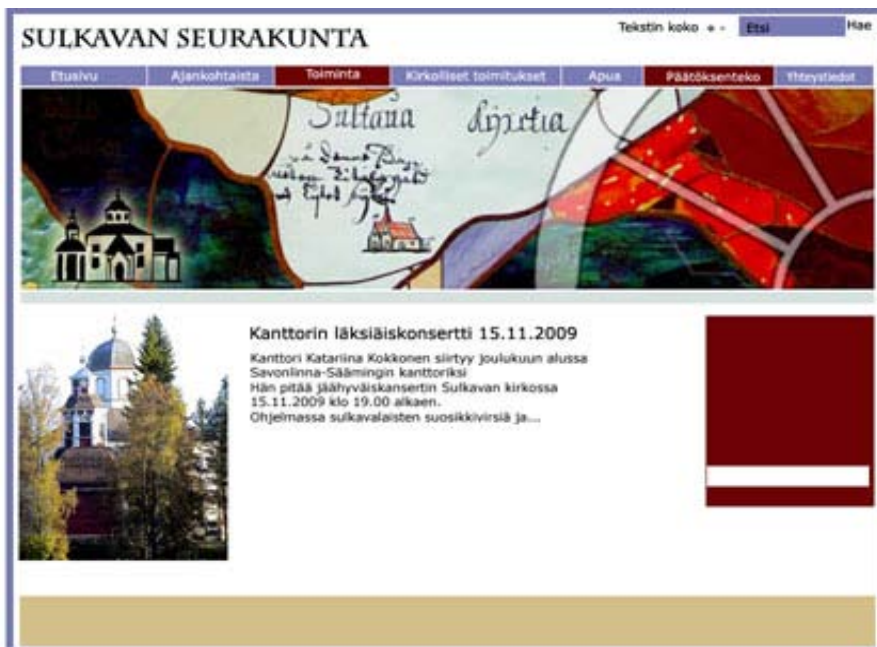 SULKAVAN SEURAKUNTA
Tekstin koko + - Etsi Hae
Etusivu Ajankohtaista Toiminta Kirkolliset toimitukset Apua Päätöksenteko Yhteystiedot
Kanttorin läksiäiskonsertti 15.11.2009
Kanttori Katariina Kokkonen siirtyy joulukuun alussa
Savonlinna-Säämingin kanttoriksi
Hän pitää jäähyväiskansertin Sulkavan kirkossa
15.11.2009 klo 19.00 alkaen.
Ohjelmassa sulkavalaisten suosikkivirsiä ja...